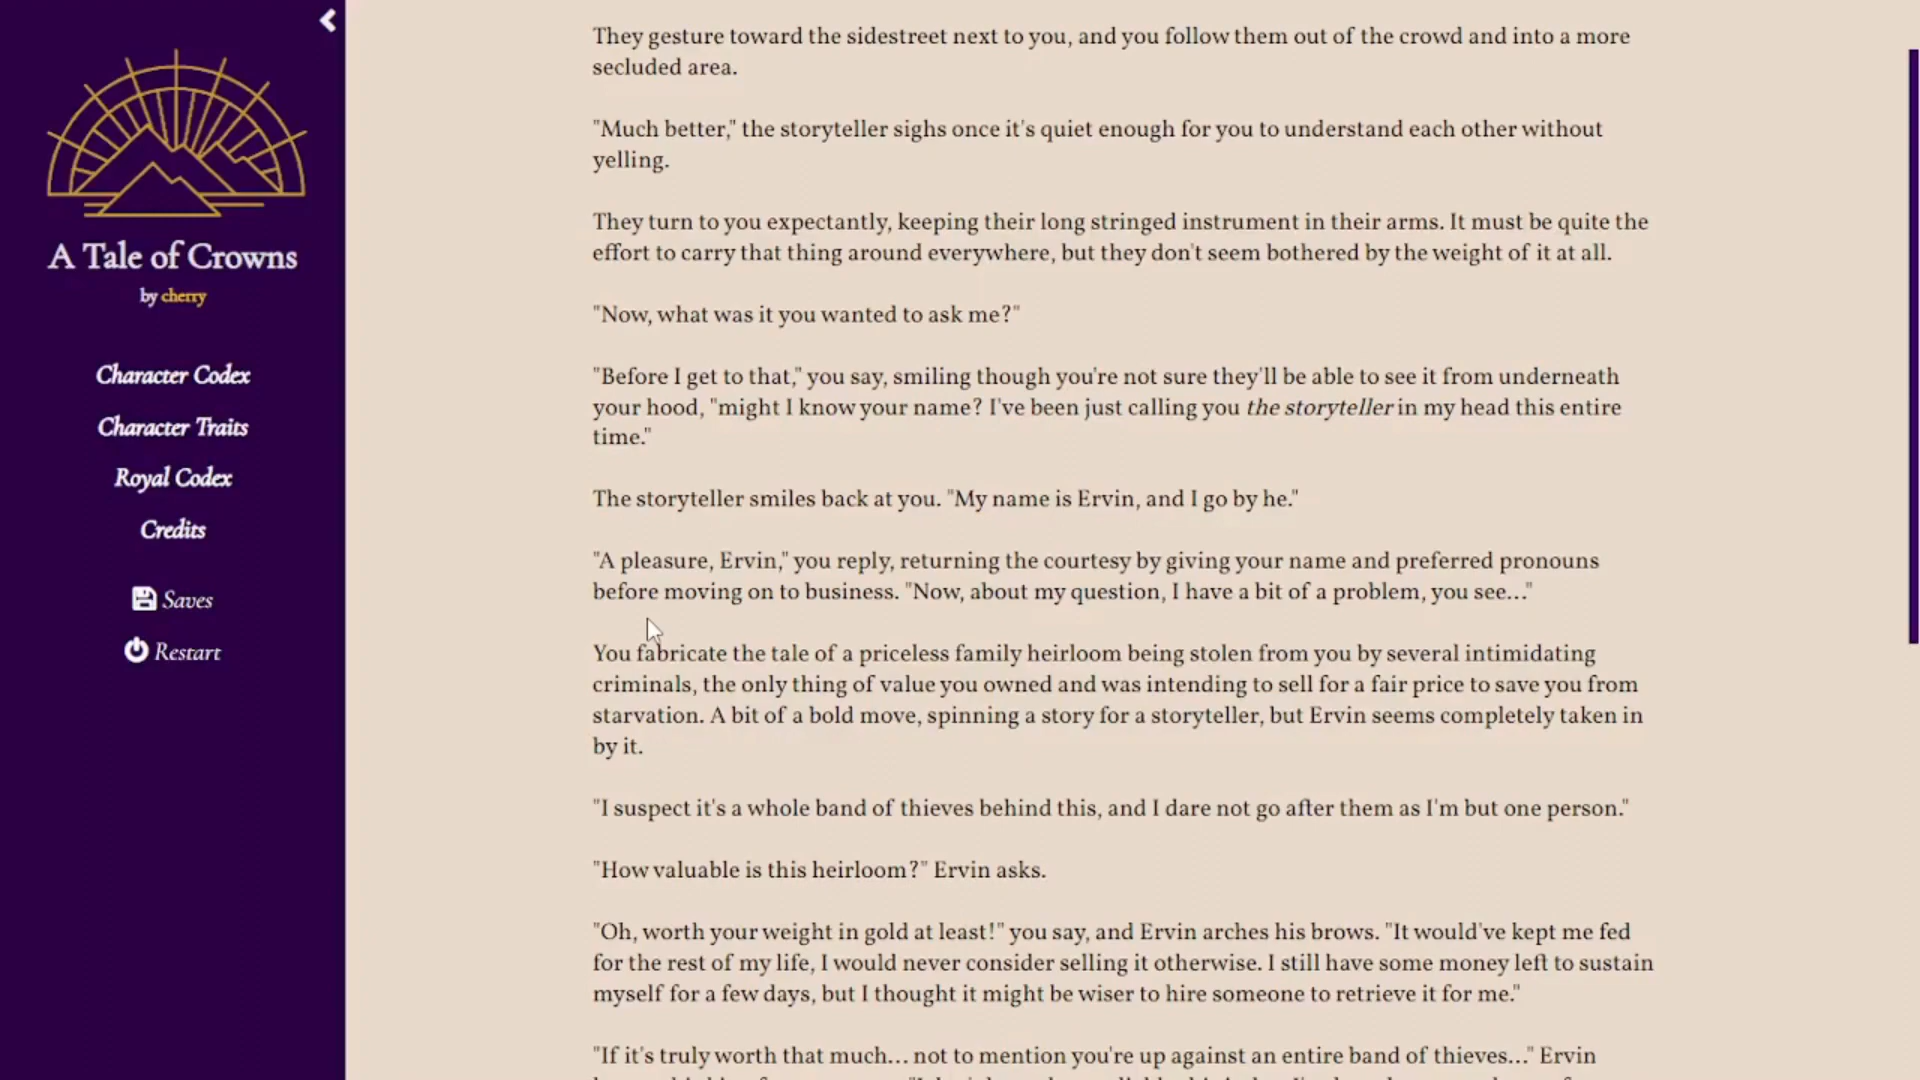 A Tale of Crowns
by cherry
Character Codex
Character Traits
Royal Codex
Credits
Saves
Restart
They gesture toward the sidestreet next to you, and you follow them out of the crowd and into a more
secluded area.
"Much better," the storyteller sighs once it's quiet enough for you to understand each other without
yelling.
They turn to you expectantly, keeping their long stringed instrument in their arms. It must be quite the
effort to carry that thing around everywhere, but they don't seem bothered by the weight of it at all.
"Now, what was it you wanted to ask me?"
"Before I get to that," you say, smiling though you're not sure they'll be able to see it from underneath
your hood, "might I know your name? I've been just calling you the storyteller in my head this entire
time."
The storyteller smiles back at you. "My name is Ervin, and I go by he."
"A pleasure, Ervin," you reply, returning the courtesy by giving your name and preferred pronouns
before moving on to business. "Now, about my question, I have a bit of a problem, you see..."
You fabricate the tale of a priceless family heirloom being stolen from you by several intimidating
criminals, the only thing of value you owned and was intending to sell for a fair price to save you from
starvation. A bit of a bold move, spinning a story for a storyteller, but Ervin seems completely taken in
by it.
"I suspect it's a whole band of thieves behind this, and I dare not go after them as I'm but one person."
"How valuable is this heirloom?" Ervin asks.
"Oh, worth your weight in gold at least!" you say, and Ervin arches his brows. "It would've kept me fed
for the rest of my life, I would never consider selling it otherwise. I still have some money left to sustain
myself for a few days, but I thought it might be wiser to hire someone to retrieve it for me."
"If it's truly worth that much... not to mention you're up against an entire band of thieves..." Ervin